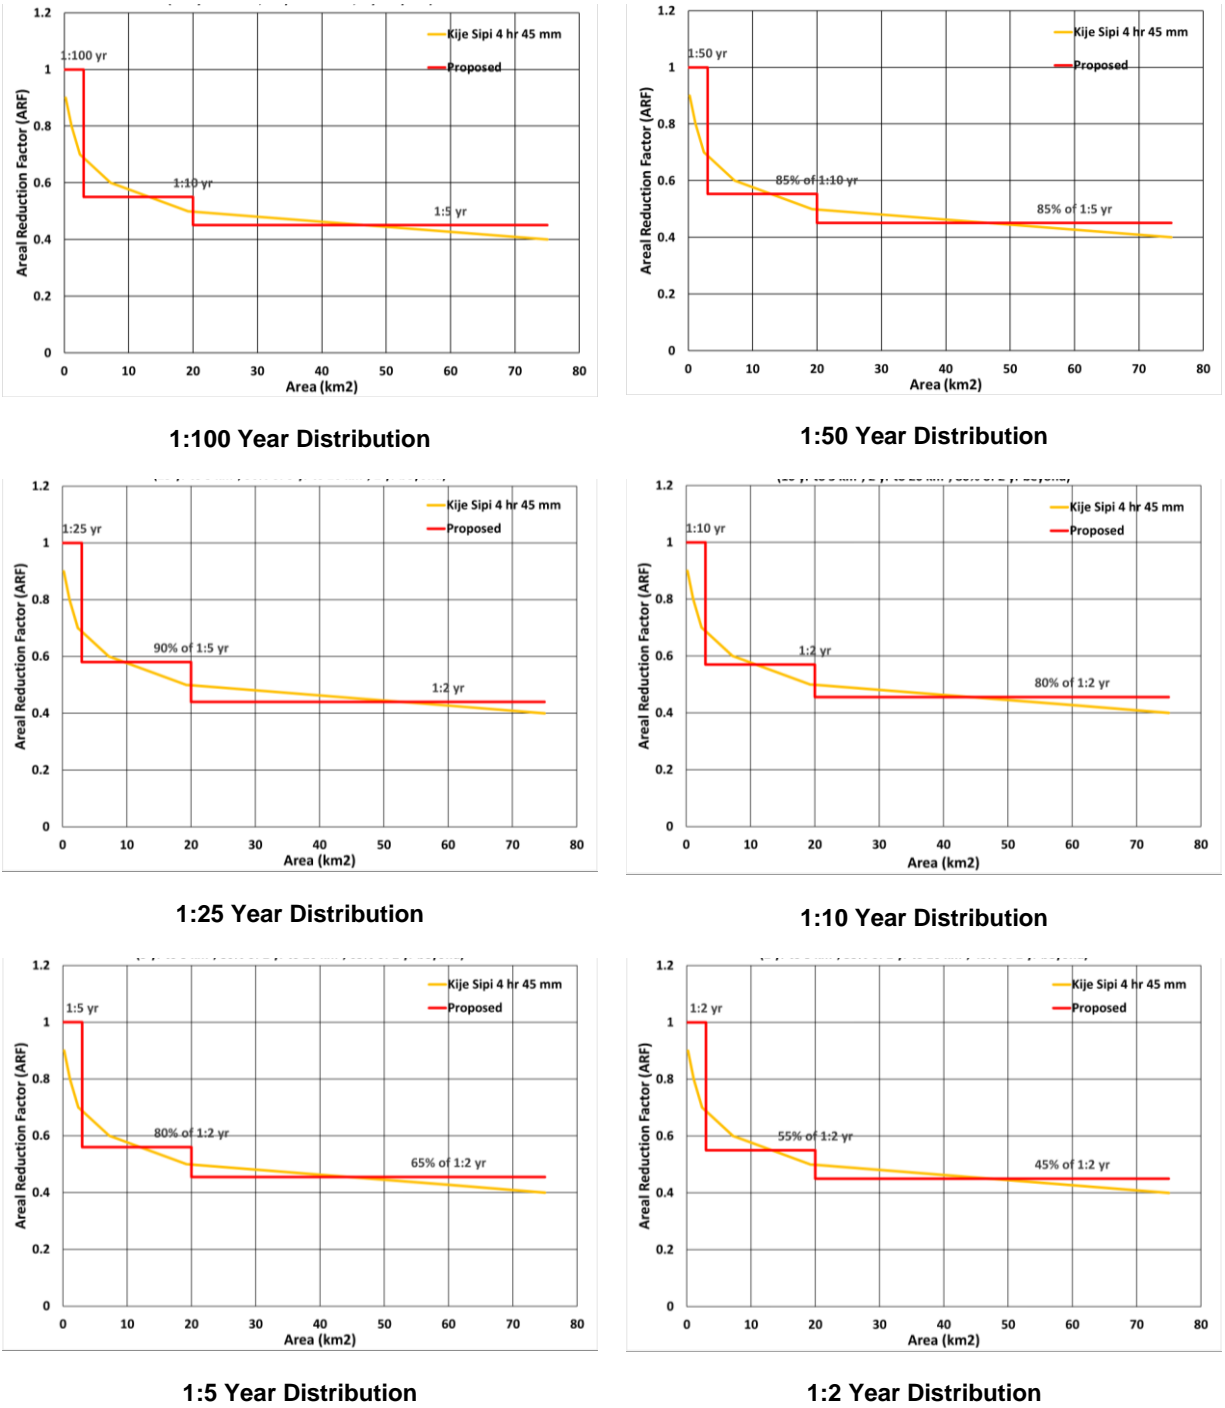 1.2
1
0.8
0.6
0.4
0.2
0
Areal Reduction Factor (ARF)
Kije Sipi 4 hr 45 mm
Proposed
1:100 yr
1:10 yr
1:5 yr
0 10 20 30 40 50 60 70 80
Area (km2)
1:100 Year Distribution
1.2
1
0.8
0.6
0.4
0.2
0
Areal Reduction Factor (ARF)
Kije Sipi 4 hr 45 mm
Proposed
1:50 yr
85% of 1:10 yr
85% of 1:5 yr
0 10 20 30 40 50 60 70 80
Area (km2)
1:50 Year Distribution
1.2
1
0.8
0.6
0.4
0.2
0
Areal Reduction Factor (ARF)
Kije Sipi 4 hr 45 mm
Proposed
1:25 yr
90% of 1:5 yr
1:2 yr
0 10 20 30 40 50 60 70 80
Area (km2)
1:25 Year Distribution
1.2
1
0.8
0.6
0.4
0.2
0
Areal Reduction Factor (ARF)
Kije Sipi 4 hr 45 mm
Proposed
1:10 yr
1:2 yr
80% of 1:2 yr
0 10 20 30 40 50 60 70 80
Area (km2)
1:10 Year Distribution
1.2
1
0.8
0.6
0.4
0.2
0
Areal Reduction Factor (ARF)
Kije Sipi 4 hr 45 mm
Proposed
1:5 yr
80% of 1:2 yr
65% of 1:2 yr
0 10 20 30 40 50 60 70 80
Area (km2)
1:5 Year Distribution
1.2
1
0.8
0.6
0.4
0.2
0
Areal Reduction Factor (ARF)
Kije Sipi 4 hr 45 mm
Proposed
1:2 yr
55% of 1:2 yr
45% of 1:2 yr
0 10 20 30 40 50 60 70 80
Area (km2)
1:2 Year Distribution